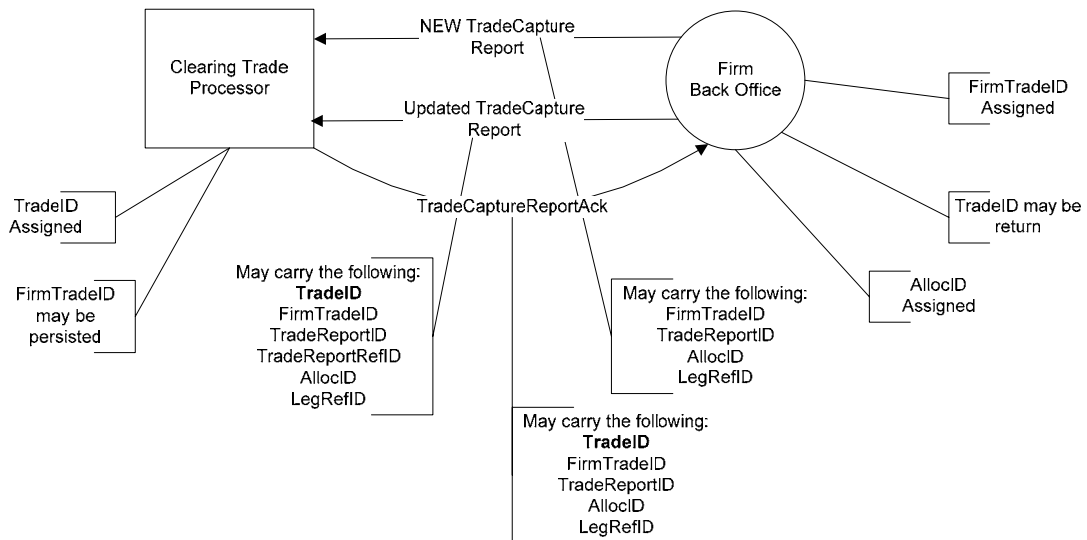 NEW TradeCapture
Report
Clearing Trade
Processor
Firm
Back Office
FirmTradeID
Assigned
Updated TradeCapture
Report
TradeCaptureReportAck
TradeID
Assigned
TradeID may be
return
FirmTradeID
may be
persisted
May carry the following:
TradeID
FirmTradeID
TradeReportID
TradeReportRefID
AllocID
LegRefID
May carry the following:
FirmTradeID
TradeReportID
AllocID
LegRefID
AllocID
Assigned
May carry the following:
TradeID
FirmTradeID
TradeReportID
AllocID
LegRefID